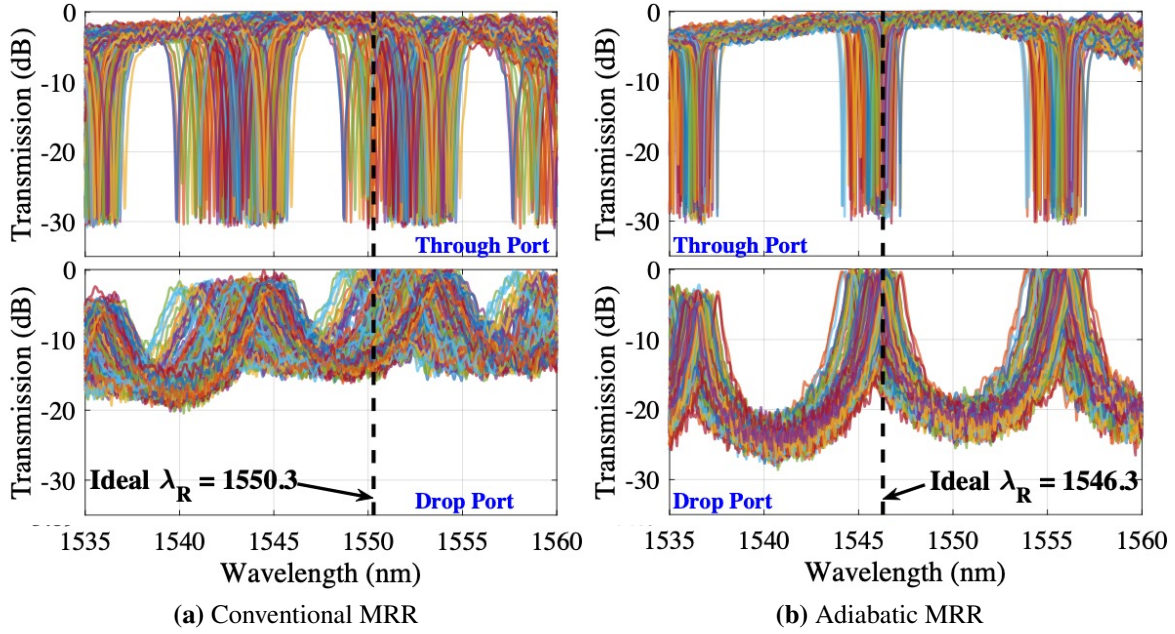 0
-10
-20
-30
Transmission (dB)
Through Port
0
-10
-20
-30
Transmission (dB)
Ideal λR = 1550.3
Drop Port
1535 1540 1545 1550 1555 1560
Wavelength (nm)
(a) Conventional MRR
0
-10
-20
-30
Transmission (dB)
Through Port
0
-10
-20
-30
Transmission (dB)
Ideal λR = 1546.3
Drop Port
1535 1540 1545 1550 1555 1560
Wavelength (nm)
(b) Adiabatic MRR